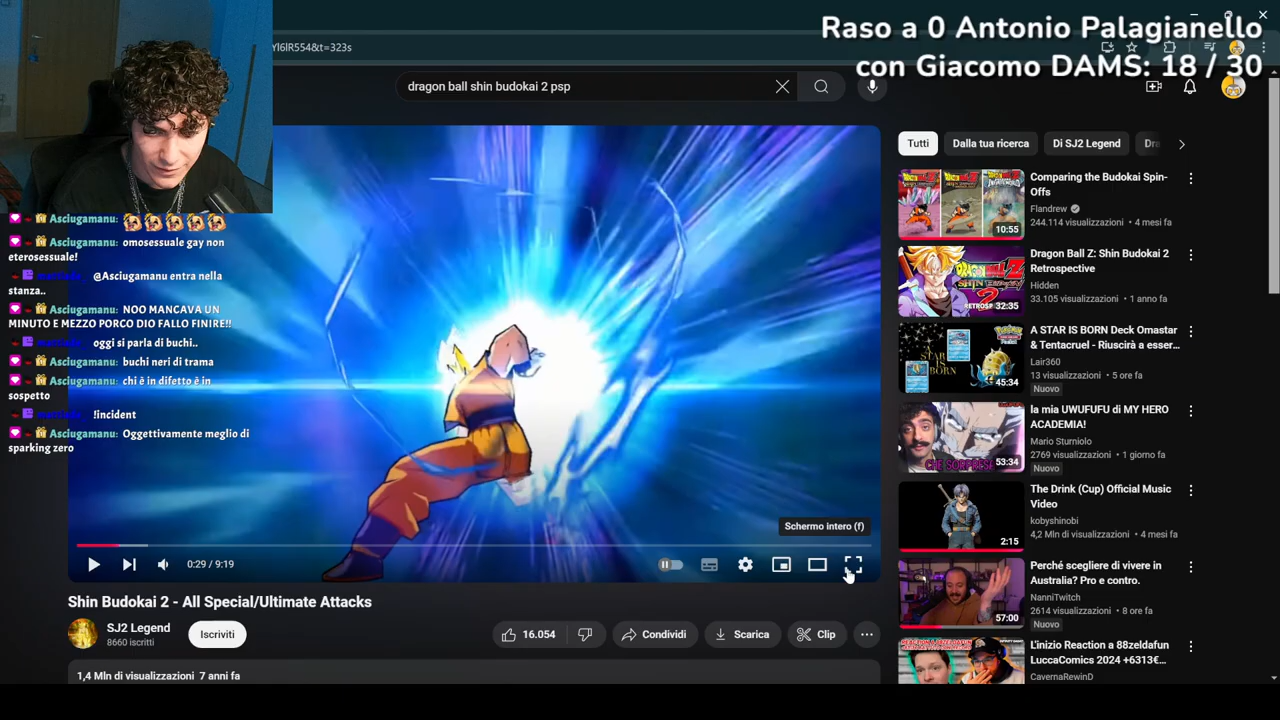 Raso a 0 Antonio Palagianello
con Giacomo DAMS: 18 / 30
Yl6lR554&t=323s
dragon ball shin budokai 2 psp
Asciugamanu:
Asciugamanu: omosessuale gay non
eterosessuale!
@Asciugamanu entra nella
stanza..
Asciugamanu: NOO MANCAVA UN
MINUTO E MEZZO PORCO DIO FALLO FINIRE!!
oggi si parla di buchi..
Asciugamanu: buchi neri di trama
Asciugamanu: chi è in difetto è in
sospetto
!incident
Asciugamanu: Oggettivamente meglio di
sparking zero
Schermo intero (f)
0:29 / 9:19
Shin Budokai 2 - All Special/Ultimate Attacks
SJ2 Legend
8660 iscritti
Iscriviti
16.054
Condividi
Scarica
Clip
1,4 Mln di visualizzazioni 7 anni fa
Tutti
Dalla tua ricerca
Di SJ2 Legend
Dra
Comparing the Budokai Spin-
Offs
Flandrew
244.114 visualizzazioni • 4 mesi fa
10:55
Dragon Ball Z: Shin Budokai 2
Retrospective
Hidden
33.105 visualizzazioni • 1 anno fa
32:35
A STAR IS BORN Deck Omastar
& Tentacruel - Riuscirà a esser...
Lair360
13 visualizzazioni • 5 ore fa
Nuovo
45:34
la mia UWUFUFU di MY HERO
ACADEMIA!
Mario Sturniolo
2769 visualizzazioni • 1 giorno fa
Nuovo
CHE SORPRESE
53:34
The Drink (Cup) Official Music
Video
kobyshinobi
4,2 Mln di visualizzazioni • 4 mesi fa
2:15
Perché scegliere di vivere in
Australia? Pro e contro.
NanniTwitch
2614 visualizzazioni • 8 ore fa
Nuovo
57:00
L'inizio Reaction a 88zeldafun
LuccaComics 2024 +6313€...
CavernaRewinD